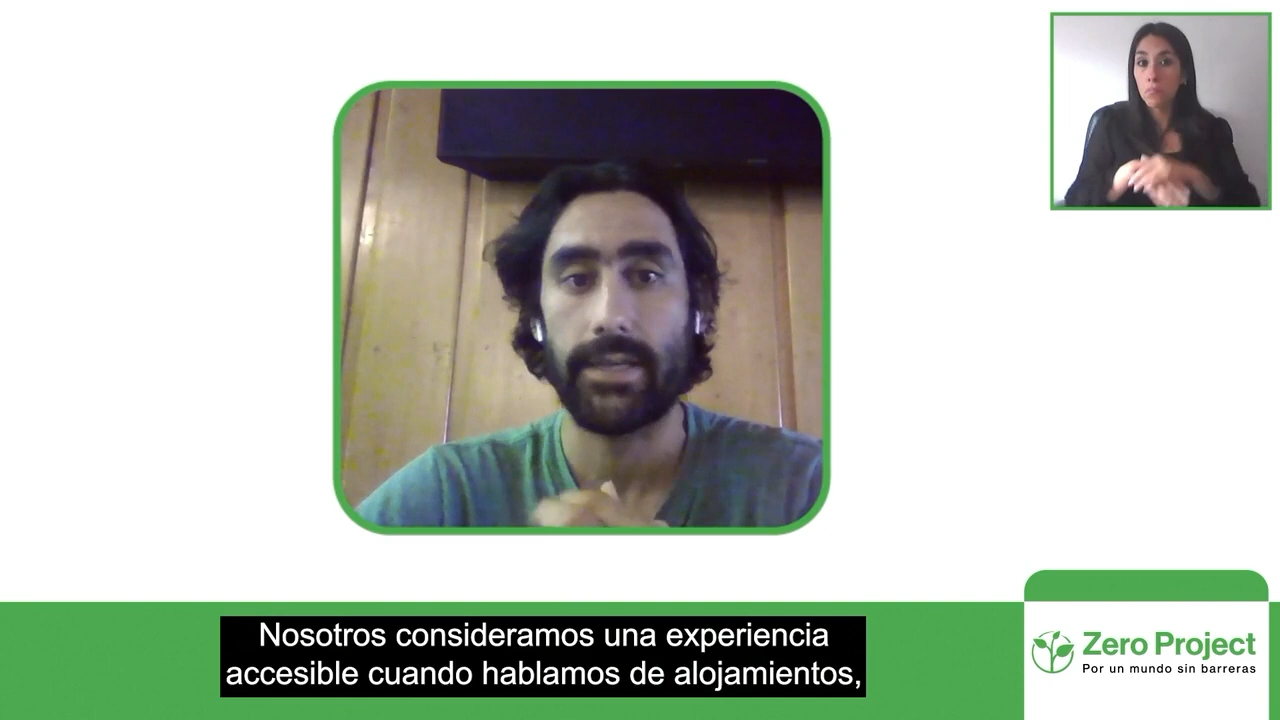 Nosotros consideramos una experiencia
accesible cuando hablamos de alojamientos,
Zero Project
Por un mundo sin barreras